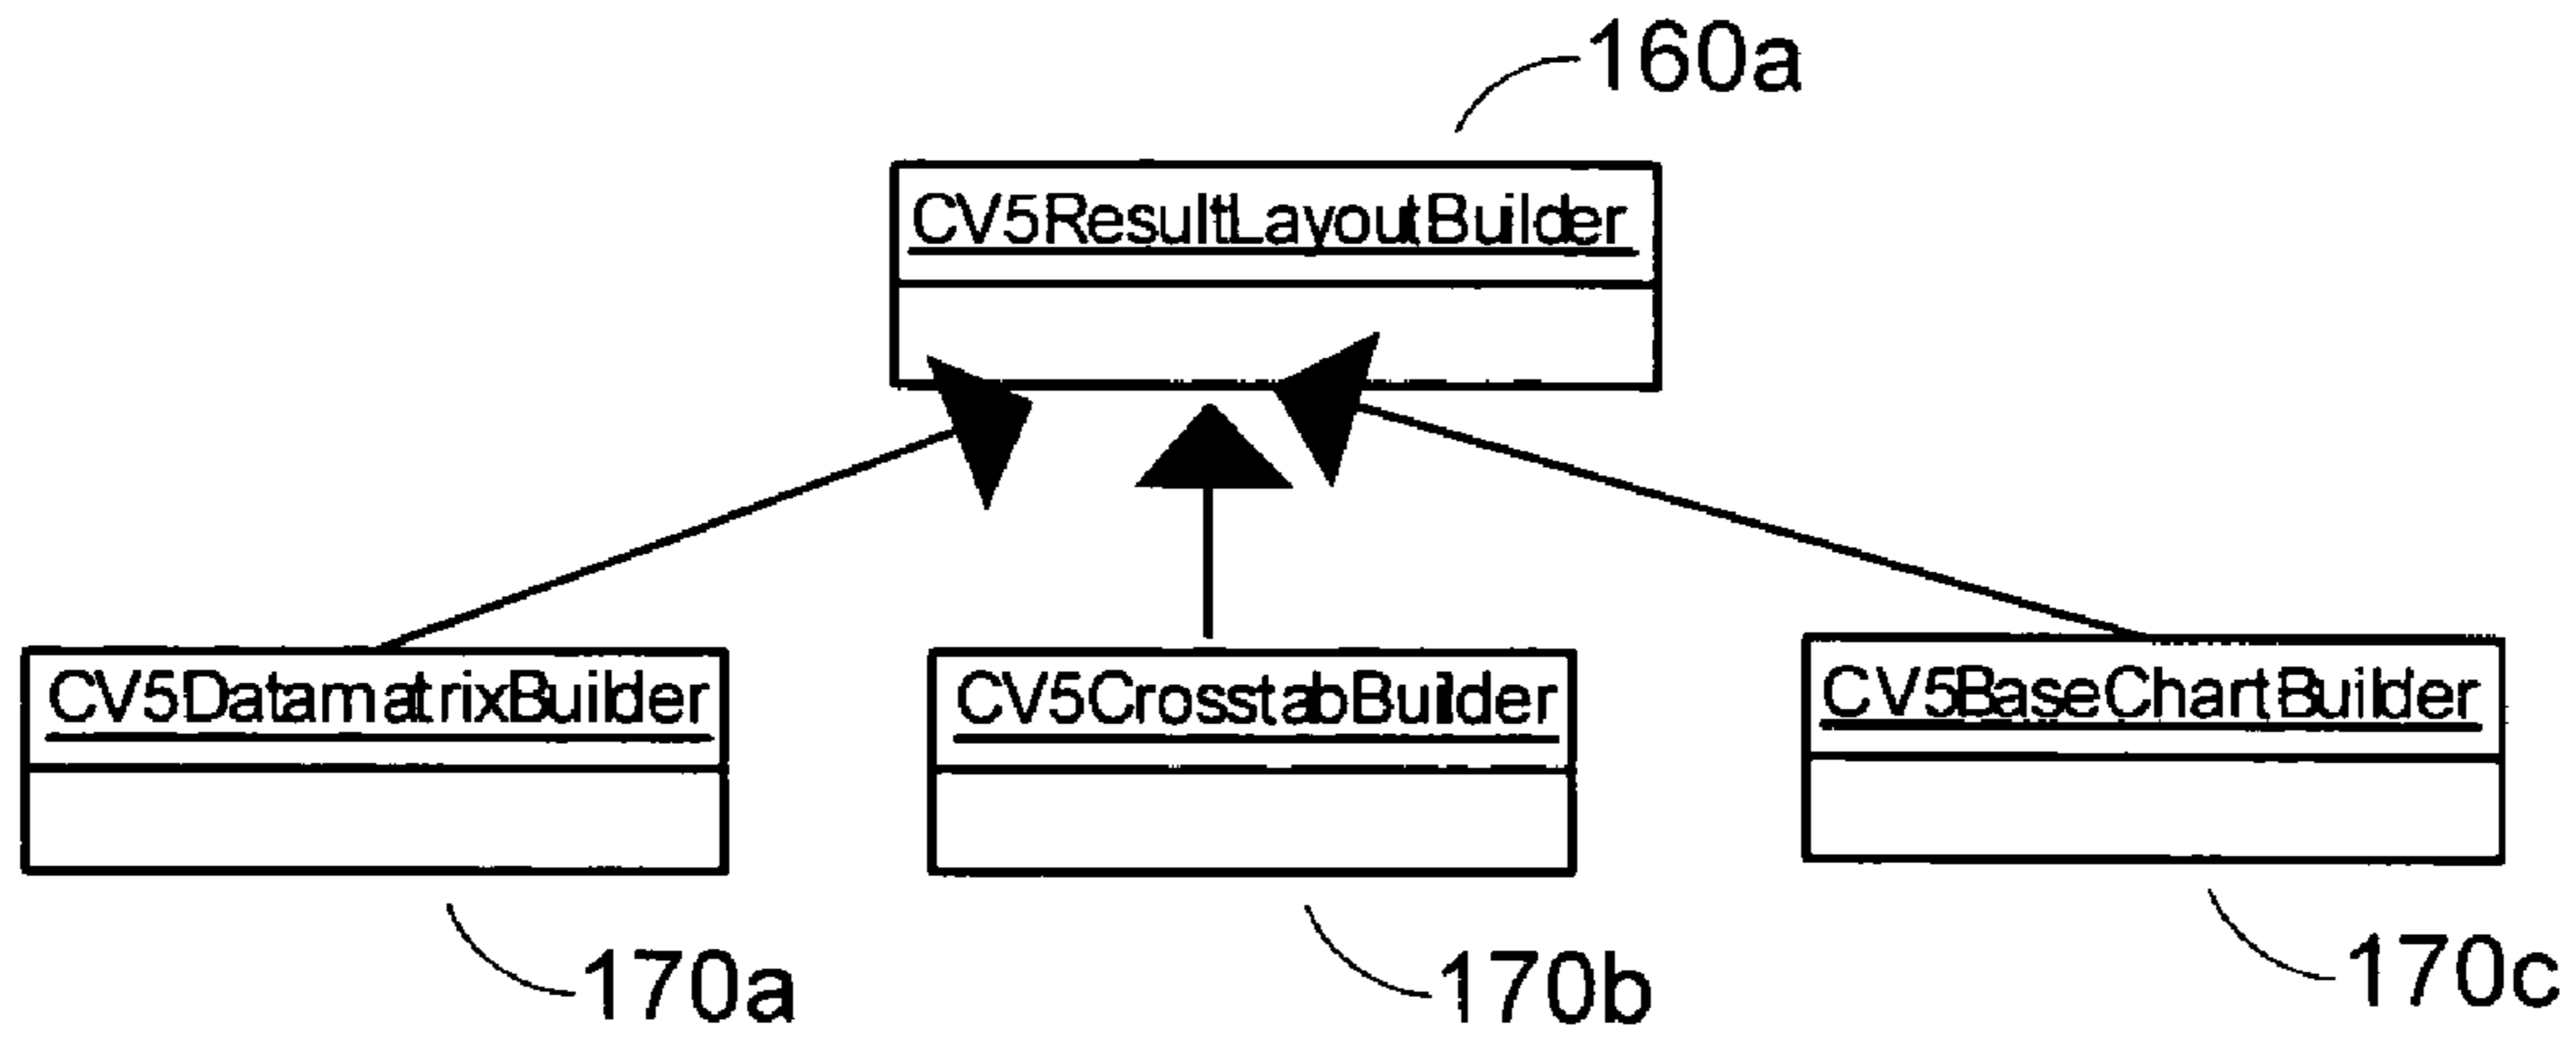 160a
CV5ResultLayoutBuilder
CV5DatamatrixBuilder
CV5CrosstabBuilder
CV5BaseChartBuilder
170a
170b
170c